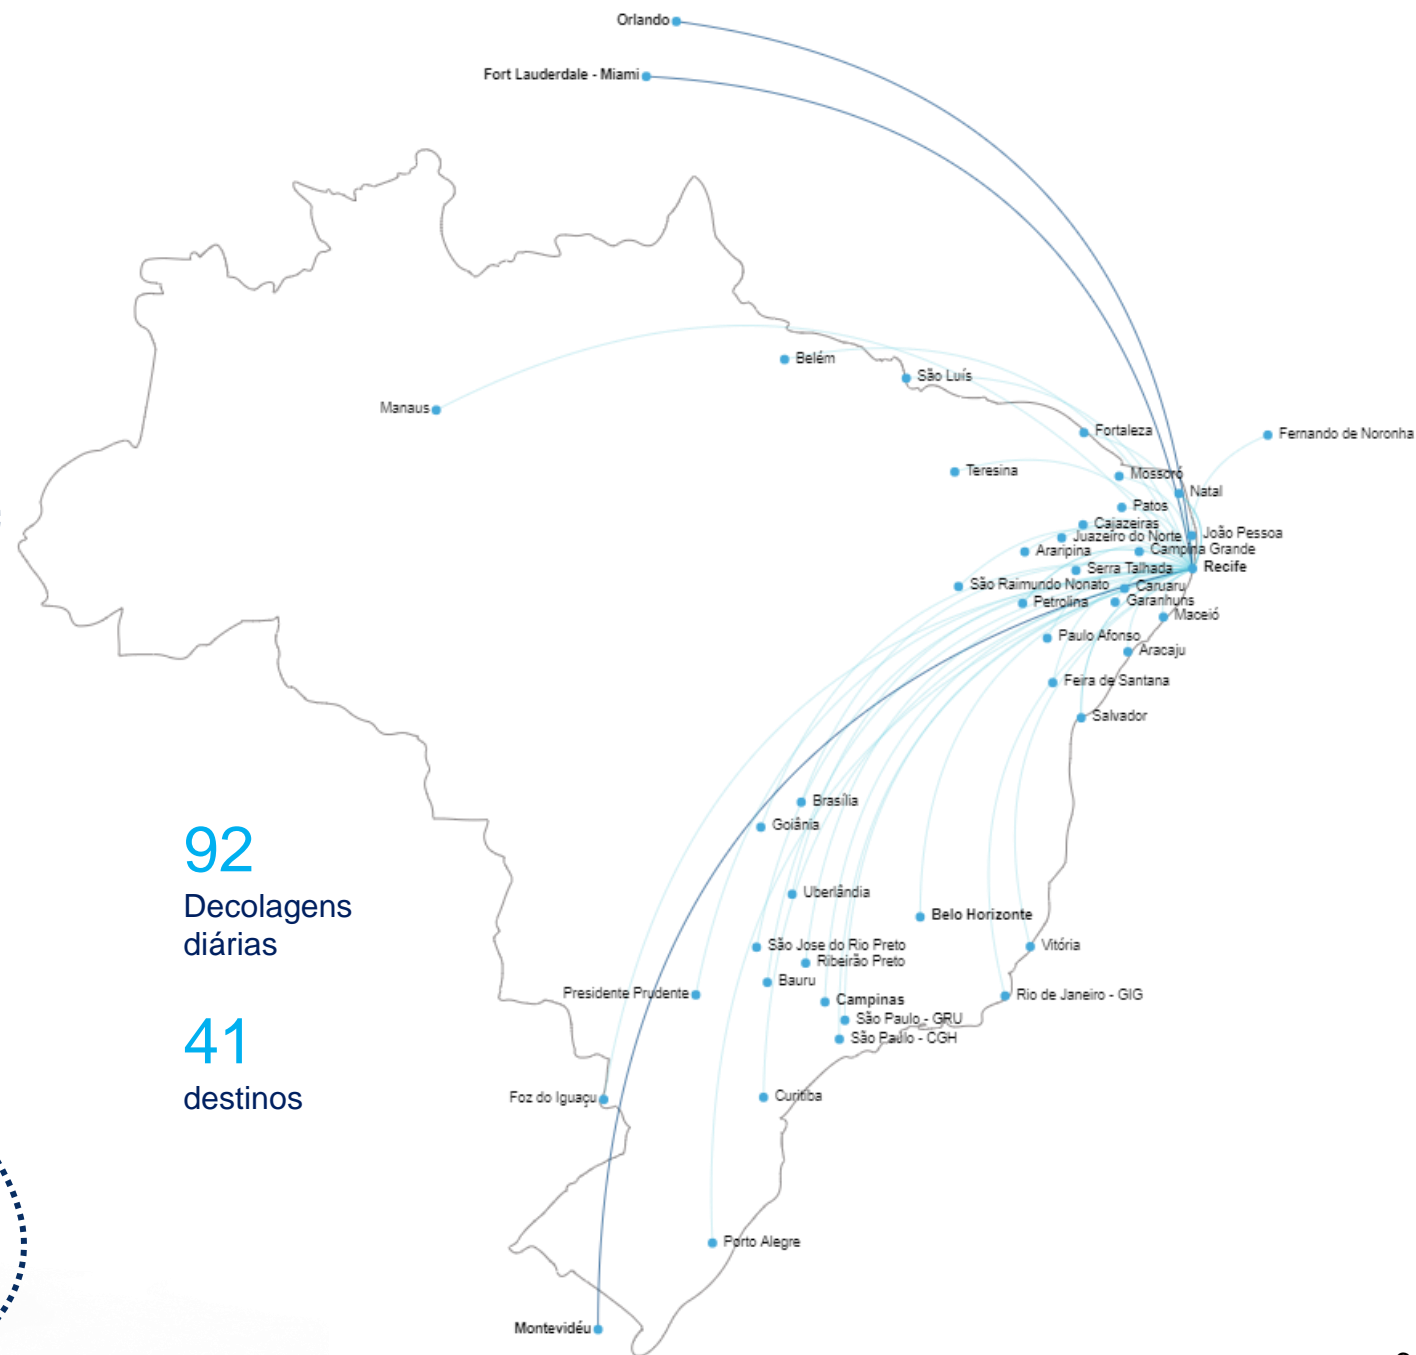 Orlando
Fort Lauderdale - Miami
Belém
São Luís
Manaus
Fortaleza
Fernando de Noronha
Teresina
Mossoró
Natal
Patos
Cajazeiras
João Pessoa
Juazeiro do Norte
Araripina
Campina Grande
Recife
Serra Talhada
São Raimundo Nonato
Caruaru
Petrolina
Garanhuns
Maceió
Paulo Afonso
Aracaju
Feira de Santana
Salvador
Brasília
Goiânia
92
Decolagens
diárias
Uberlândia
Belo Horizonte
São Jose do Rio Preto
Vitória
Ribeirão Preto
Bauru
Presidente Prudente
Campinas
Rio de Janeiro - GIG
São Paulo - GRU
São Paulo - CGH
41
destinos
Foz do Iguaçu
Curitiba
Porto Alegre
Montevidéu